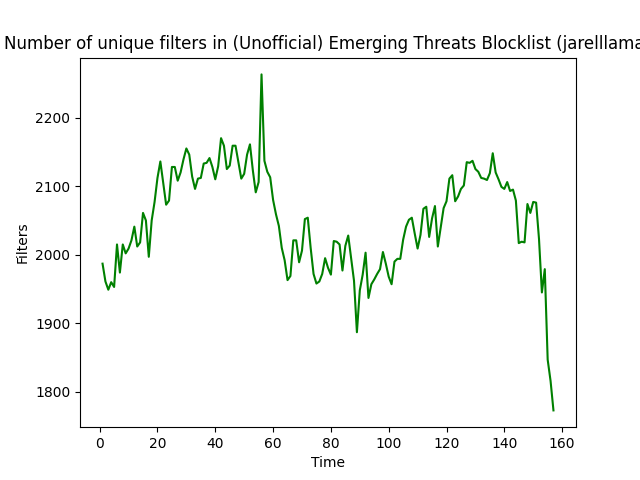 Number of unique filters in (Unofficial) Emerging Threats Blocklist (jarelllama
2200
2100
2000
1900
1800
Filters
0 20 40 60 80 100 120 140 160
Time